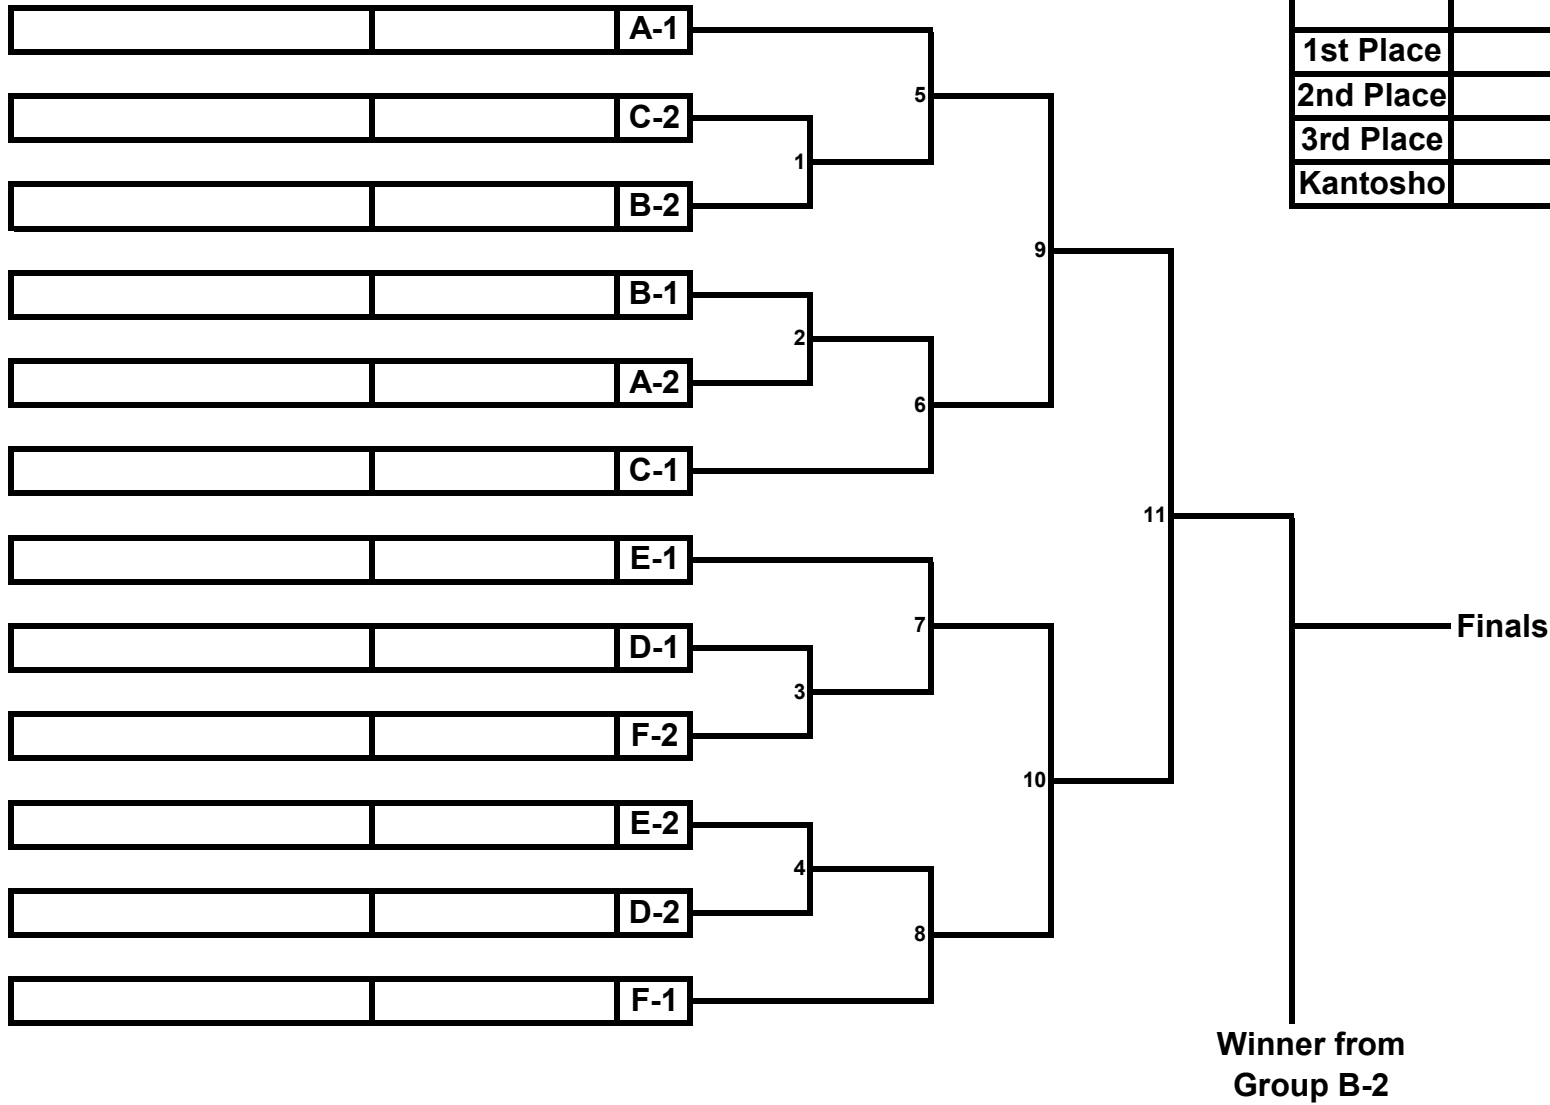 A-1
1st Place
2nd Place
3rd Place
Kantosho
5
C-2
1
B-2
9
B-1
2
A-2
6
C-1
11
E-1
7
Finals
D-1
3
F-2
10
E-2
4
D-2
8
F-1
Winner from
Group B-2